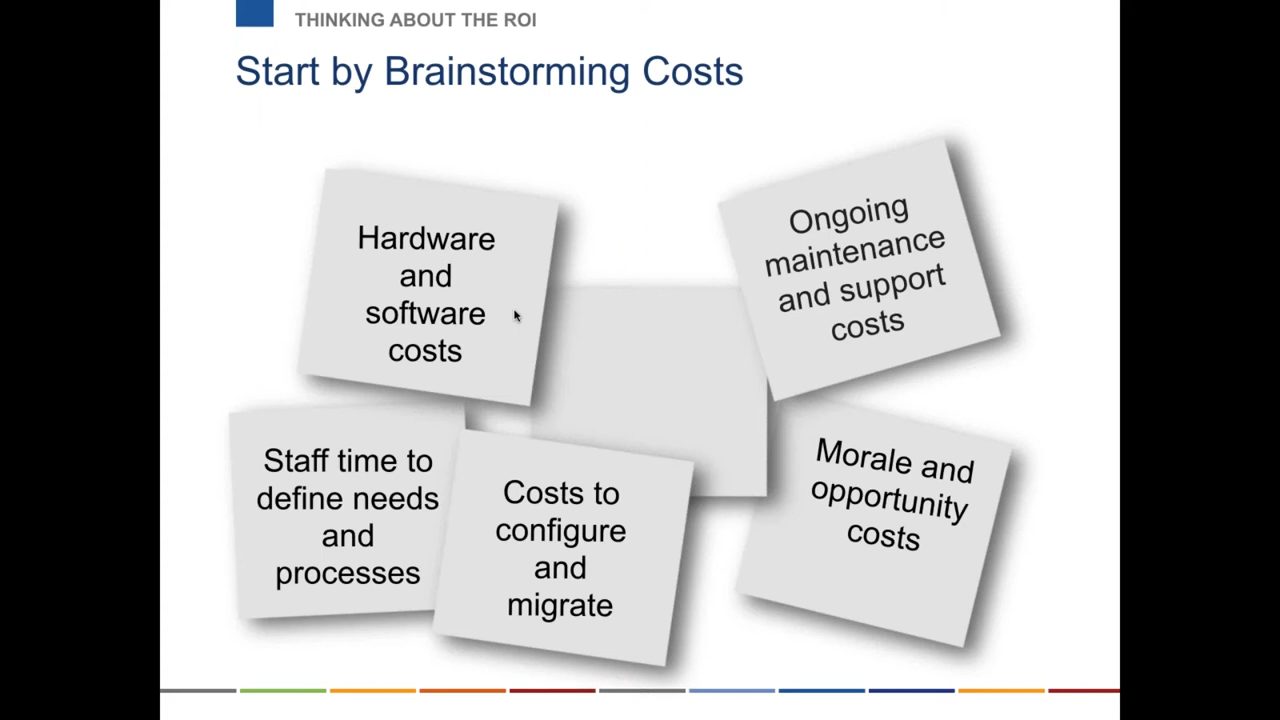 THINKING ABOUT THE ROI
Start by Brainstorming Costs
Hardware
and
software
costs
Ongoing
maintenance
and support
costs
Staff time to
define needs
and
processes
Costs to
configure
and
migrate
Morale and
opportunity
costs